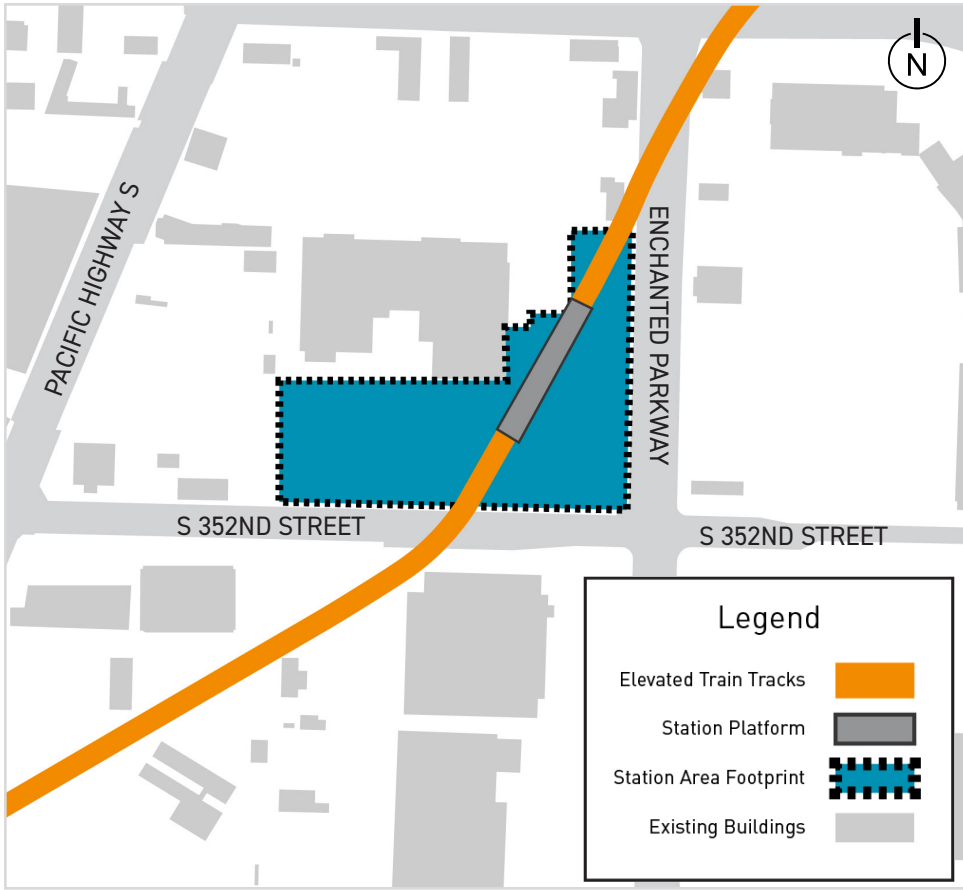 N
PACIFIC HIGHWAY S
ENCHANTED PARKWAY
S 352ND STREET
S 352ND STREET
Legend
Elevated Train Tracks
Station Platform
Station Area Footprint
Existing Buildings